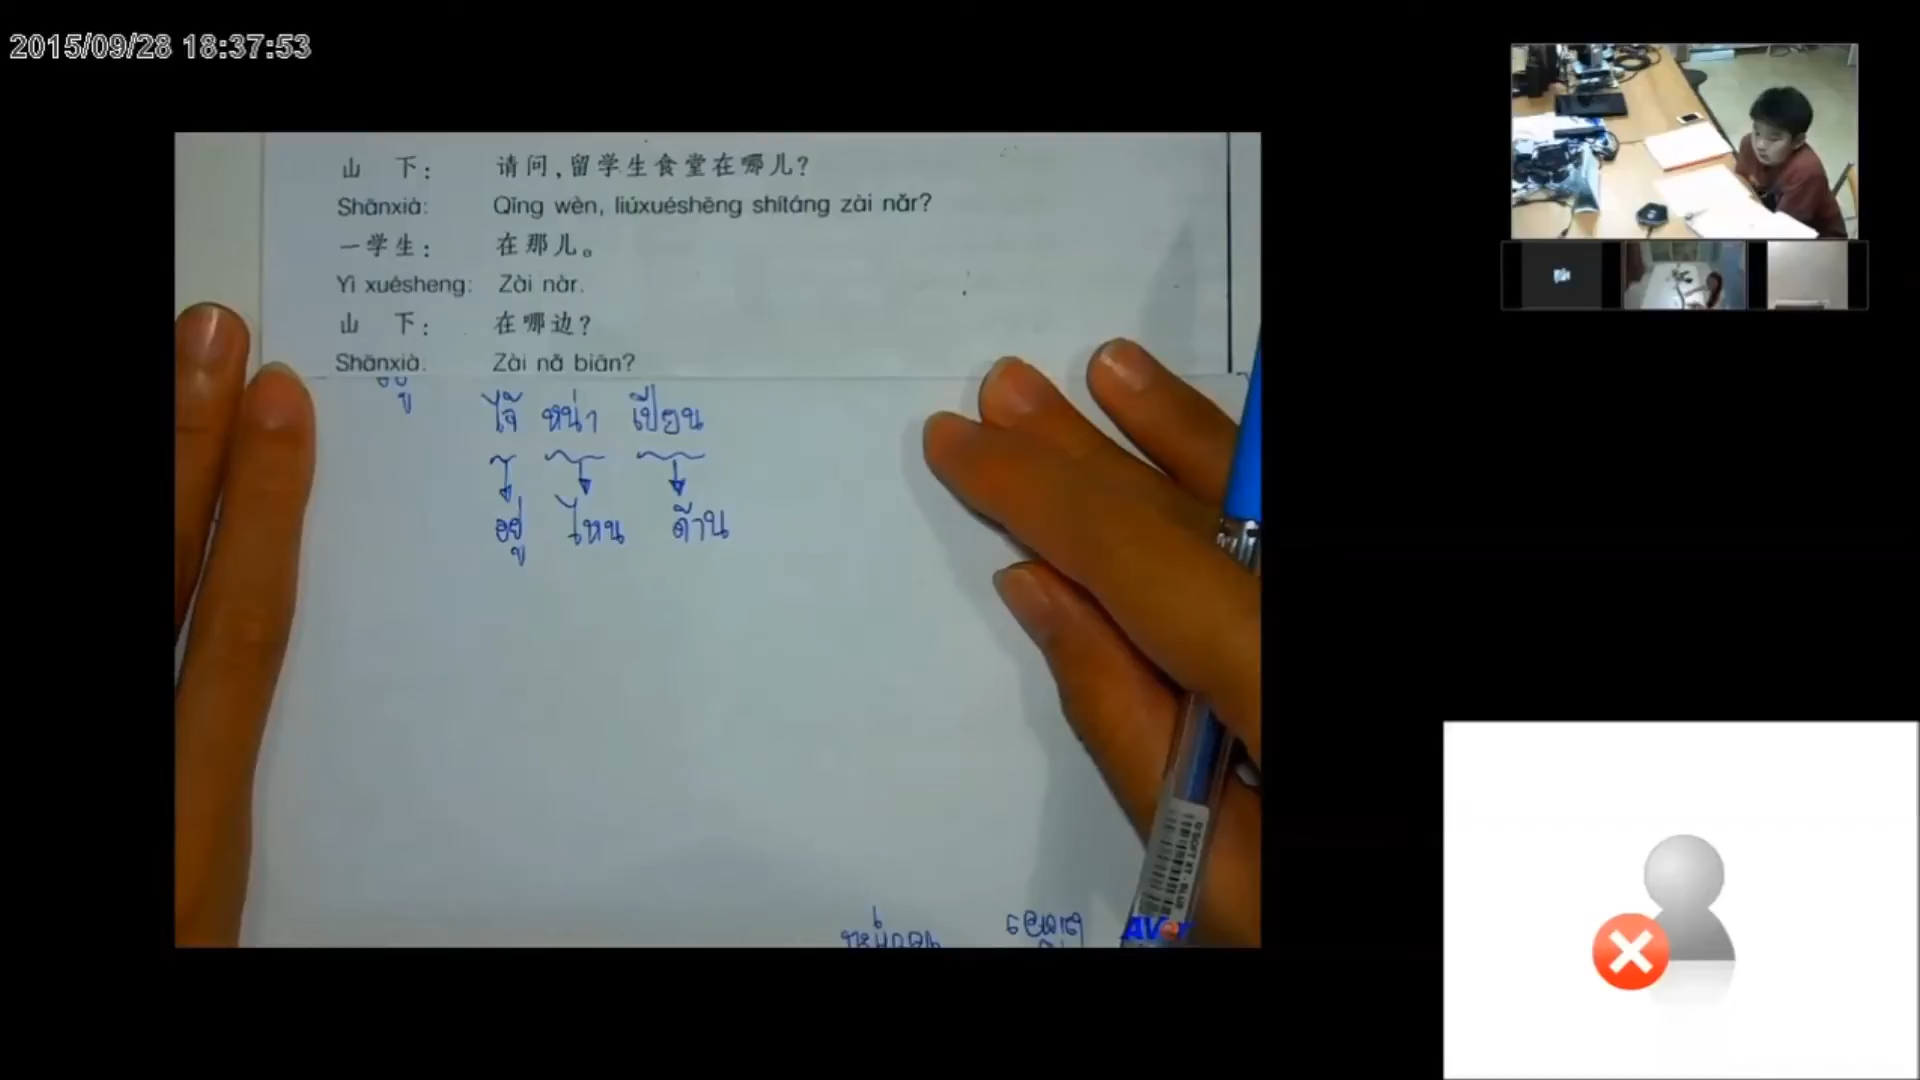 2015/09/28 18:37:53
山 下： 请问，留学生食堂在哪儿？
Shānxià: Qǐng wèn, liúxuéshēng shítáng zài nǎr?
一学生： 在那儿。
Yì xuésheng: Zài nàr.
山 下： 在哪边？
Shānxià: Zài nǎ biān?
ไจ้ หน่า เปียน
อยู่ ไหน ด้าน
AVer